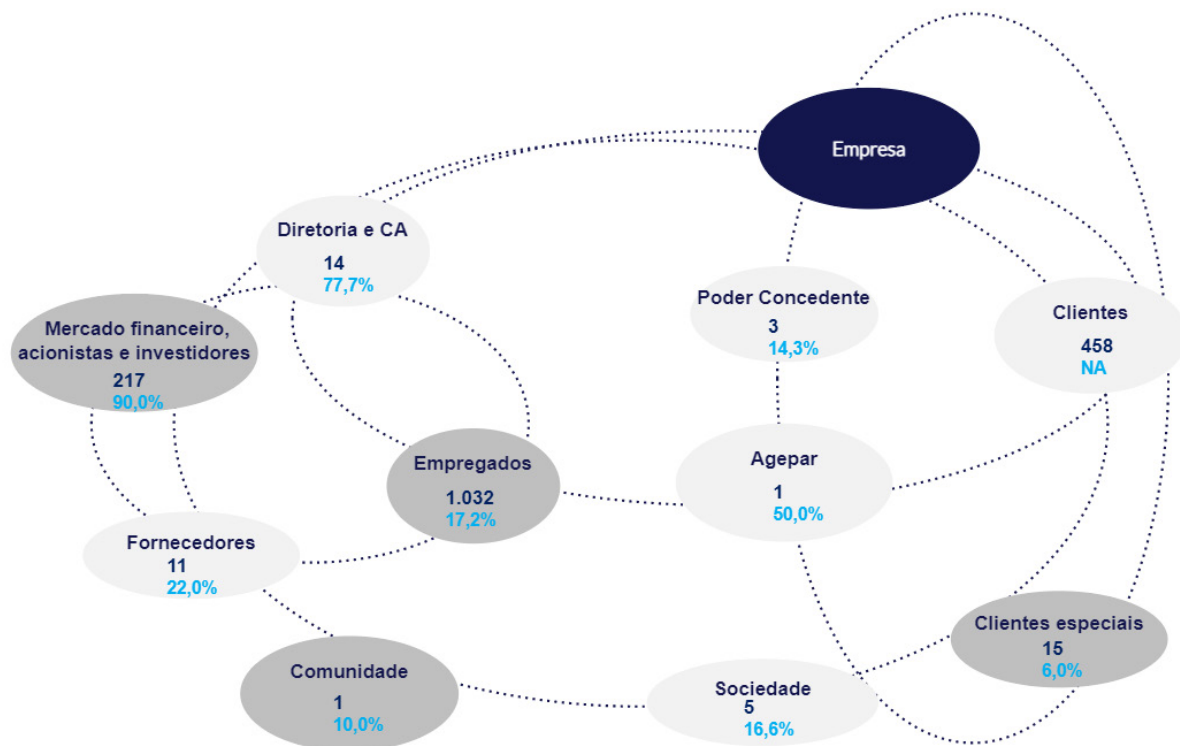 Empresa
Diretoria e CA
14
77,7%
Mercado financeiro,
acionistas e investidores
217
90,0%
Poder Concedente
3
14,3%
Clientes
458
NA
Empregados
1.032
17,2%
Agepar
1
50,0%
Fornecedores
11
22,0%
Clientes especiais
15
6,0%
Comunidade
1
10,0%
Sociedade
5
16,6%